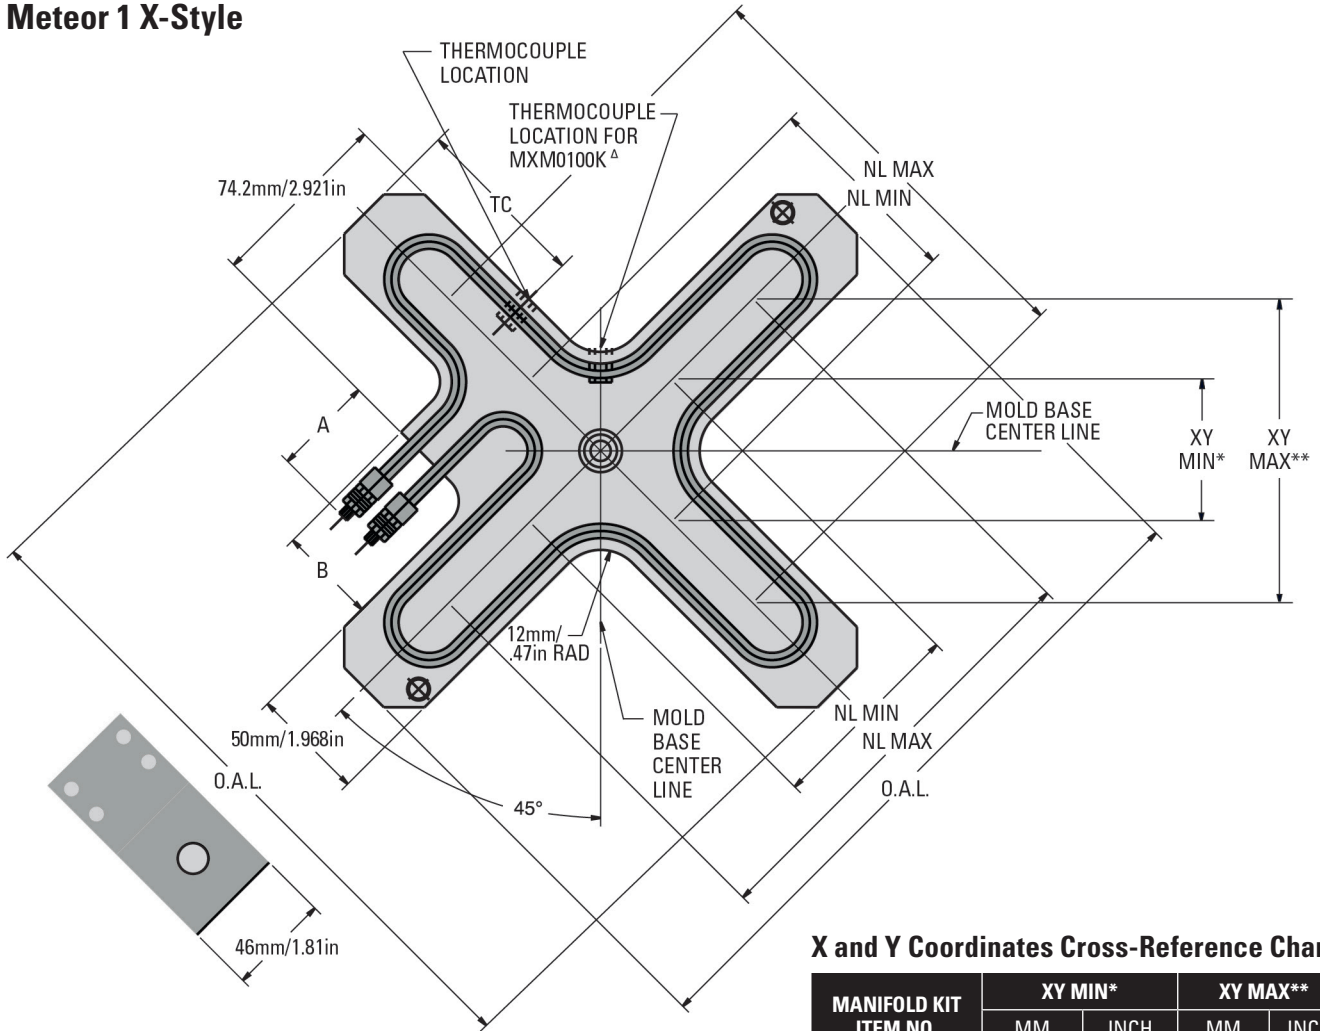 Meteor 1 X-Style
THERMOCOUPLE
LOCATION
THERMOCOUPLE
LOCATION FOR
MXM0100K Δ
74.2mm/2.921in
TC
NL MAX
NL MIN
A
B
MOLD BASE
CENTER LINE
XY
MIN*
XY
MAX**
12mm/
.47in RAD
50mm/1.968in
O.A.L.
45°
MOLD
BASE
CENTER
LINE
NL MIN
NL MAX
O.A.L.
46mm/1.81in
X and Y Coordinates Cross-Reference Char
MANIFOLD KIT
ITEM NO.
XY MIN*
XY MAX**
MM
INCH
MM
INC